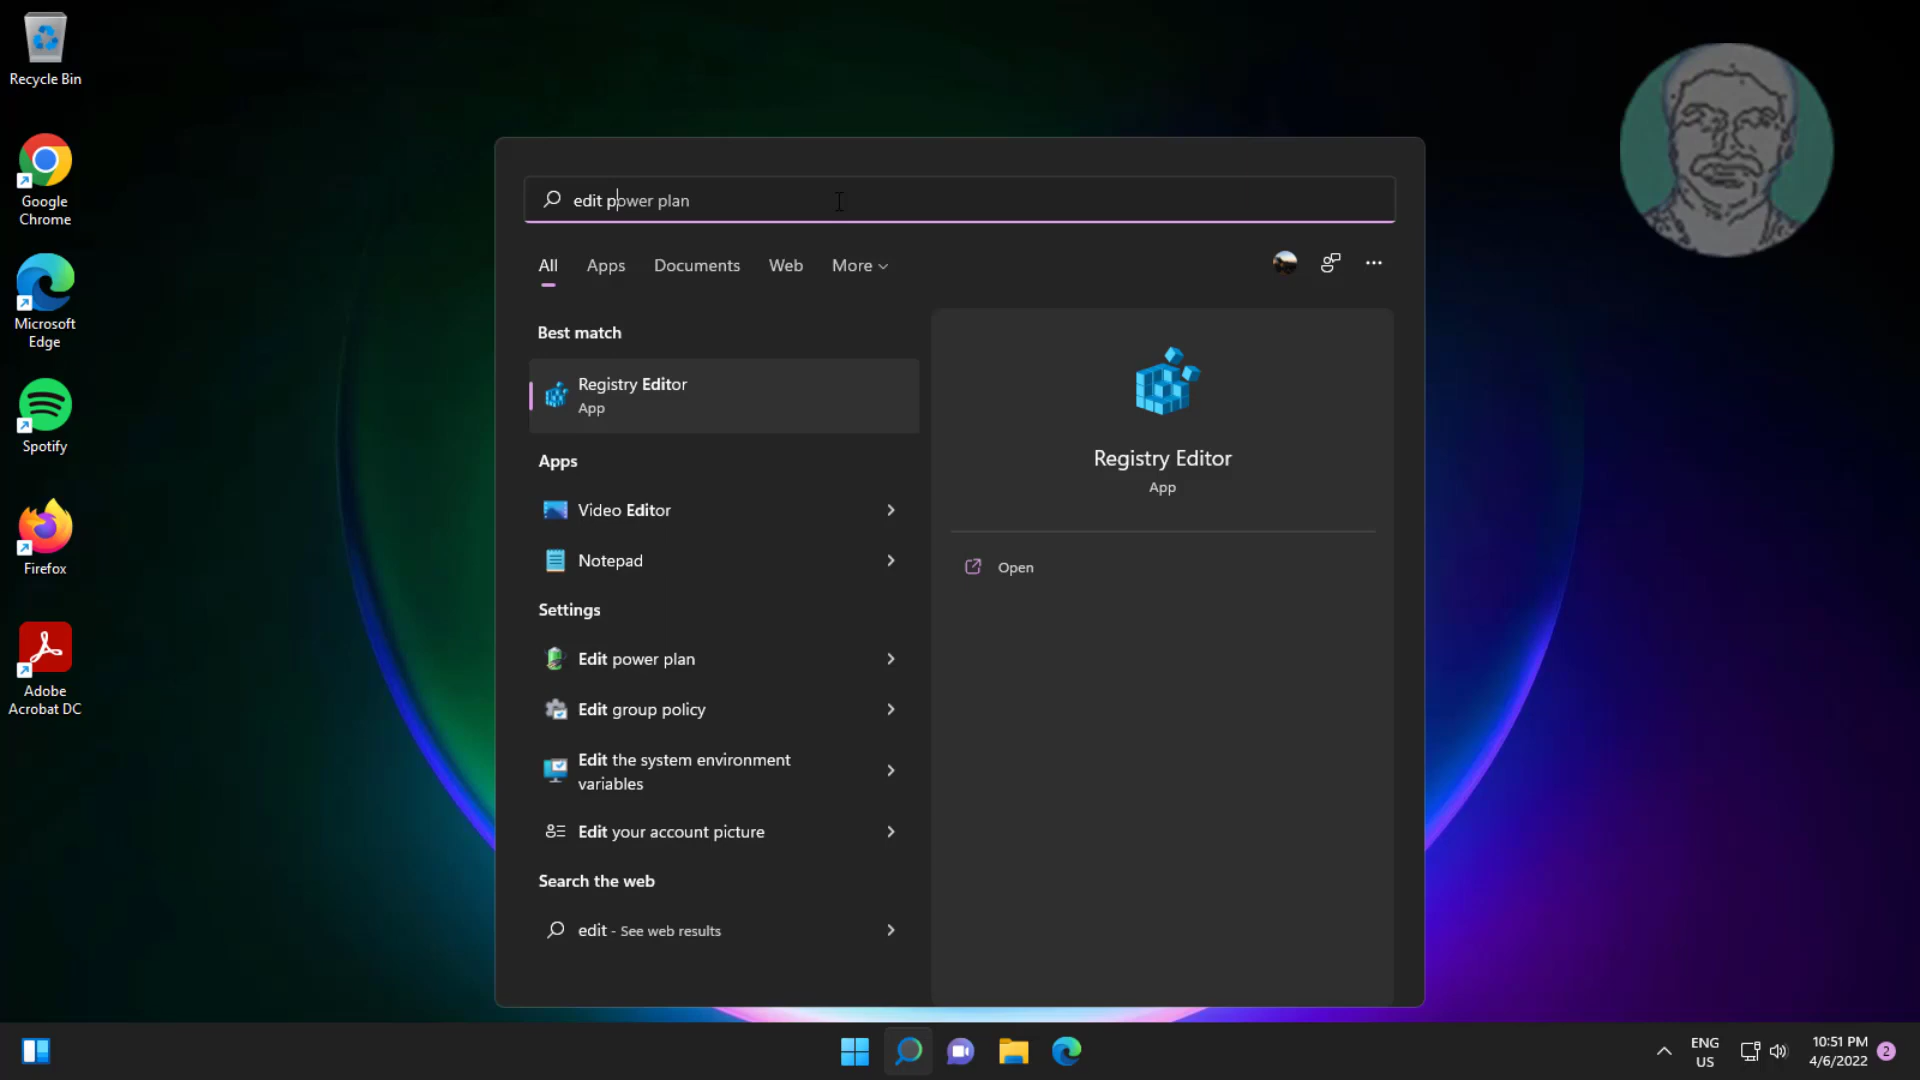 Recycle Bin
Google
Chrome
Microsoft
Edge
Spotify
Firefox
Adobe
Acrobat DC
edit power plan
All Apps Documents Web More
Best match
Registry Editor
App
Apps
Video Editor
Notepad
Settings
Edit power plan
Edit group policy
Edit the system environment
variables
Edit your account picture
Search the web
edit - See web results
Registry Editor
App
Open
ENG
US
10:51 PM
4/6/2022
2